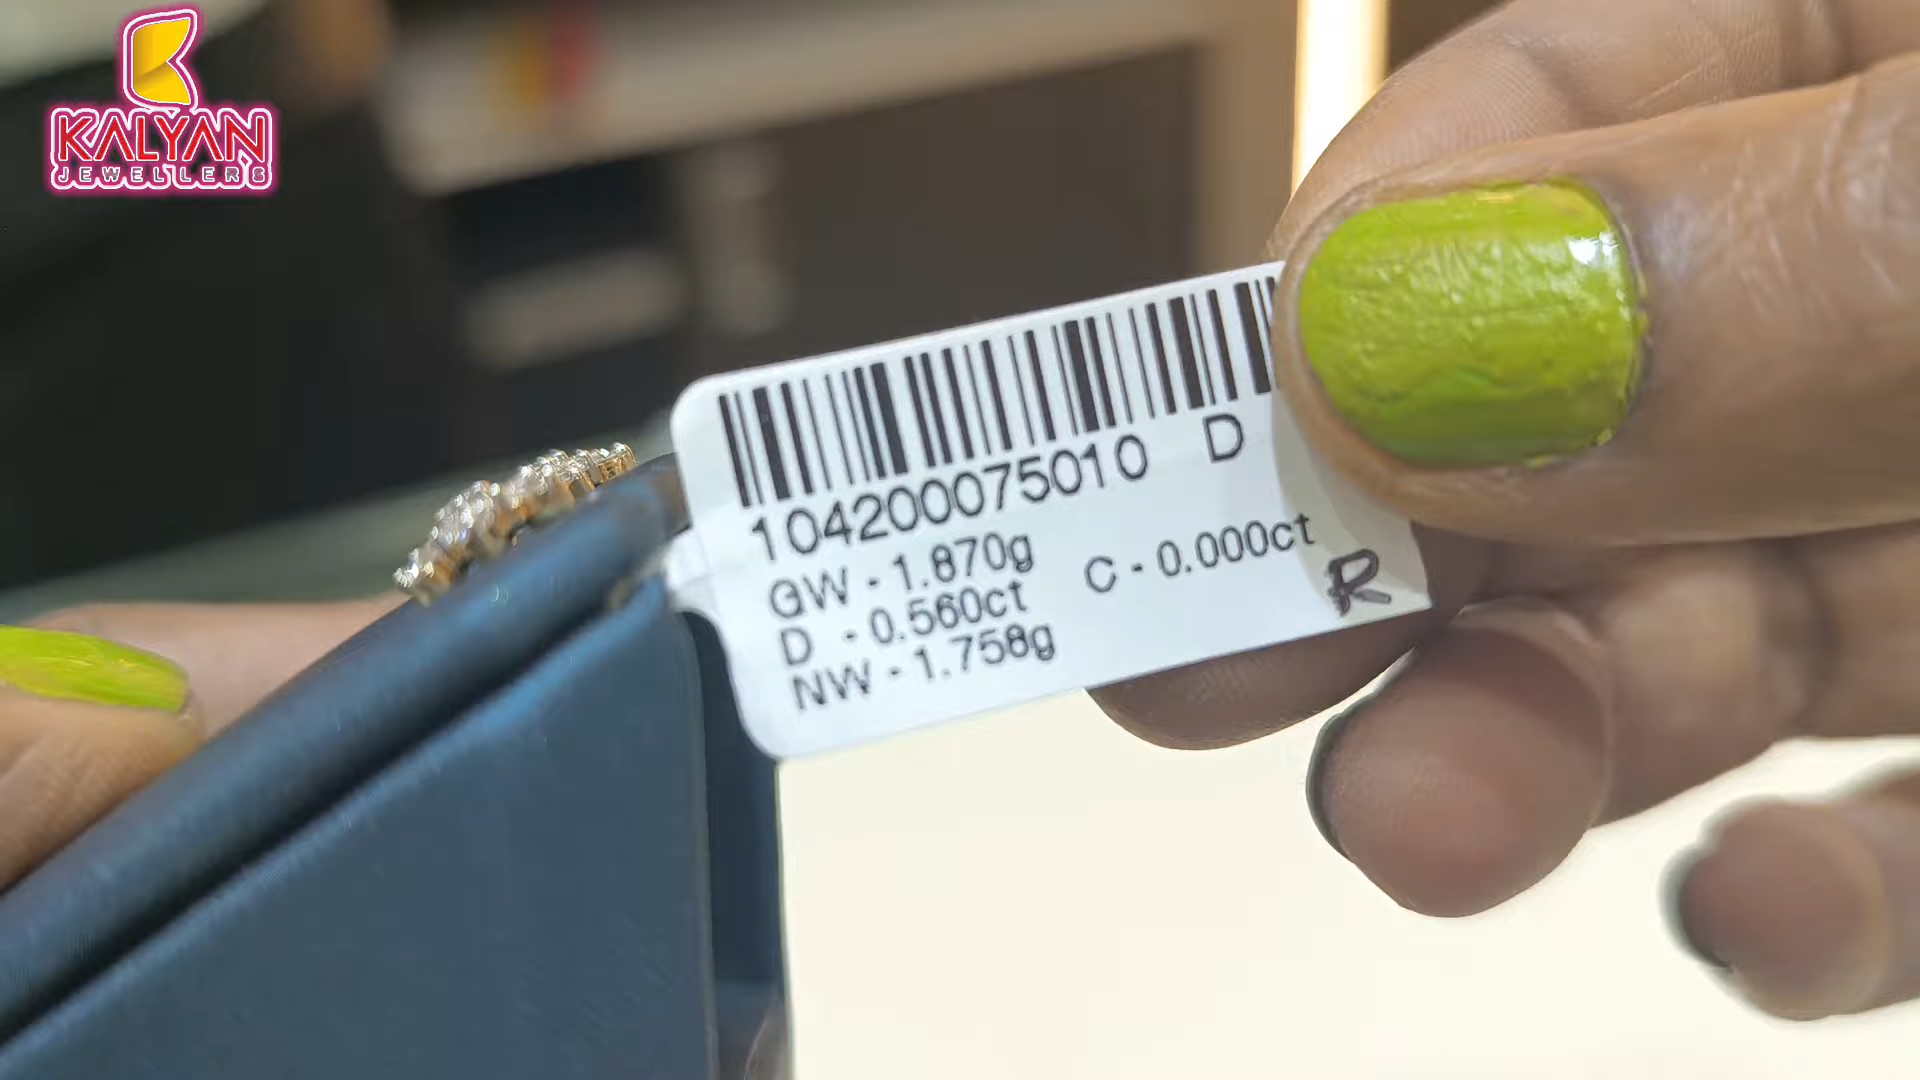 KALYAN
JEWELLERS
104200075010 D
GW - 1.870g
D - 0.560ct C - 0.000ct
NW - 1.758g
R